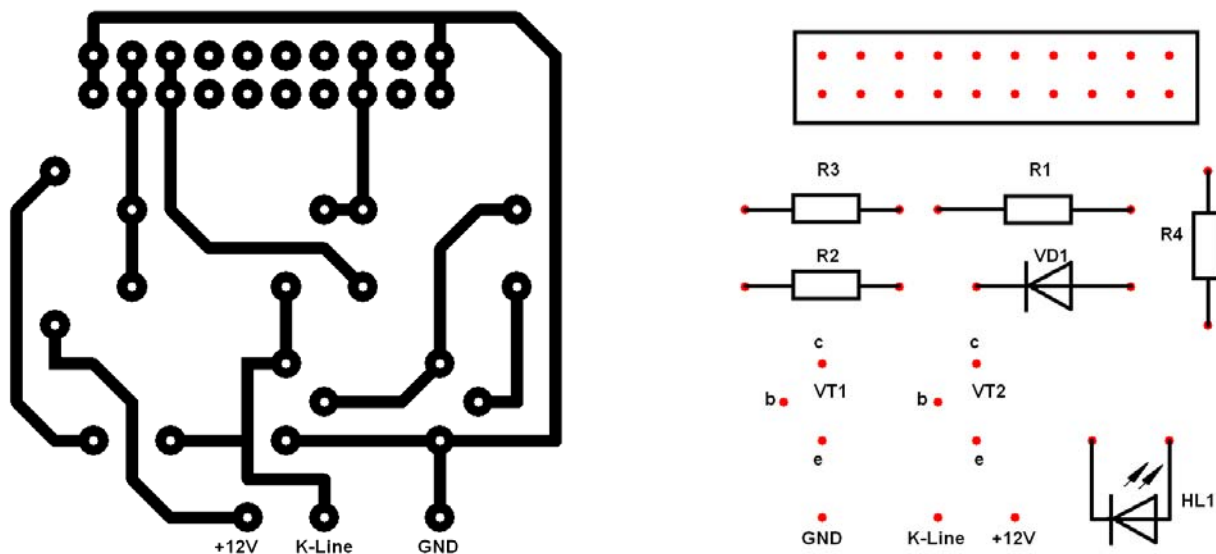 R3 R1
R4
R2 VD1
c c
VT1 VT2
b b
e e
HL1
+12V K-Line GND GND K-Line +12V